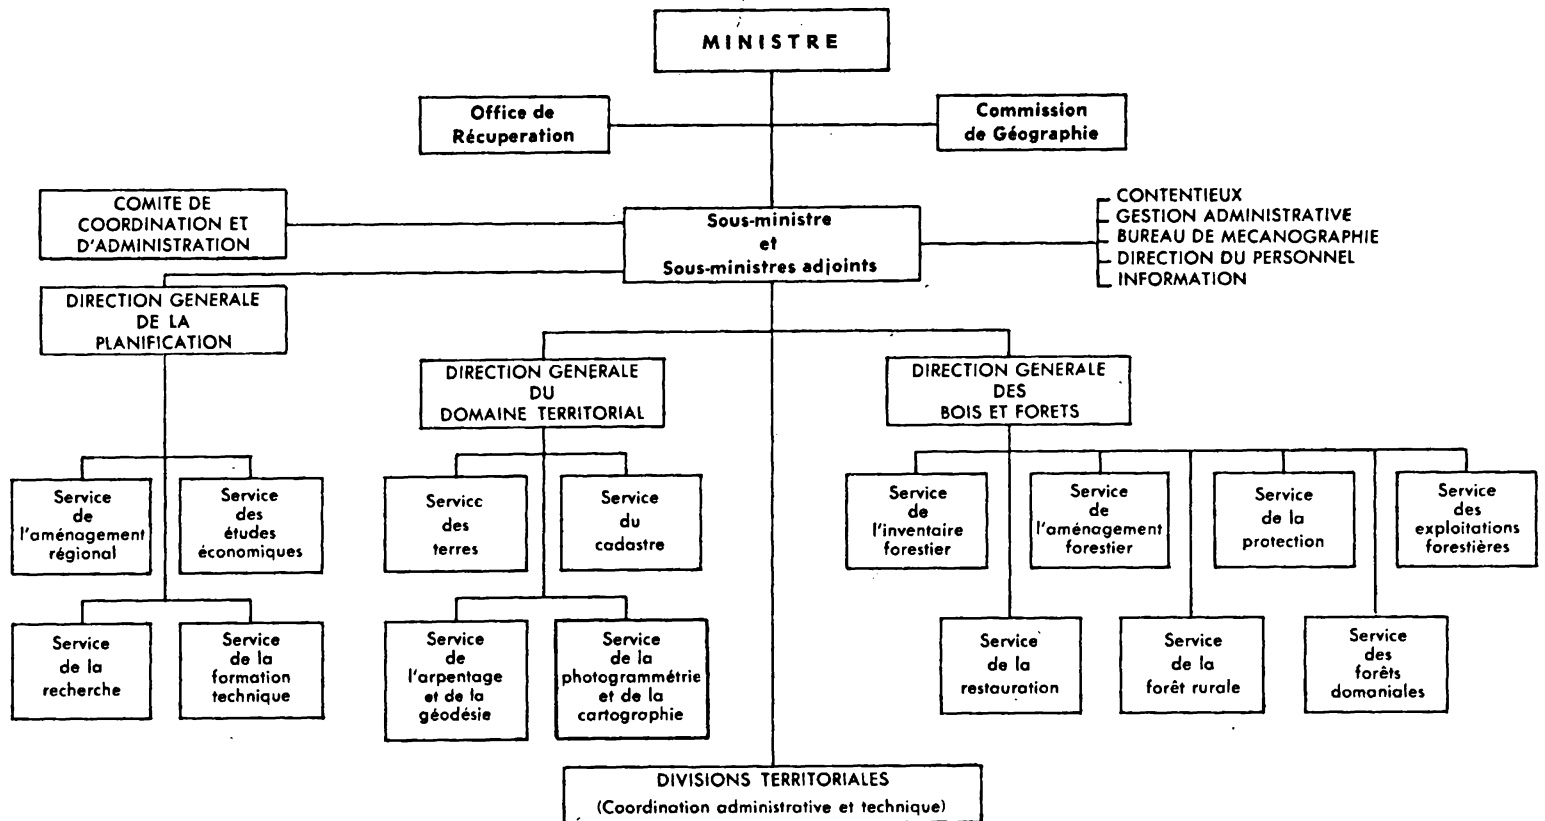 MINISTRE
Office de
Récuperation
Commission
de Géographie
COMITE DE
COORDINATION ET
D'ADMINISTRATION
Sous-ministre
et
Sous-ministres adjoints
CONTENTIEUX
GESTION ADMINISTRATIVE
BUREAU DE MECANOGRAPHIE
DIRECTION DU PERSONNEL
INFORMATION
DIRECTION GENERALE
DE LA
PLANIFICATION
DIRECTION GENERALE
DU
DOMAINE TERRITORIAL
DIRECTION GENERALE
DES
BOIS ET FORETS
Service
de
l'aménagement
régional
Service
des
études
économiques
Service
des
terres
Service
du
cadastre
Service
de
l'inventaire
forestier
Service
de
l'aménagement
forestier
Service
de la
protection
Service
des
exploitations
forestières
Service
de la
recherche
Service
de la
formation
technique
Service
de
l'arpentage
et de la
géodésie
Service
de la
photogrammétrie
et de la
cartographie
Service
de la
restauration
Service
de la
forêt rurale
Service
des
forêts
domaniales
DIVISIONS TERRITORIALES
(Coordination administrative et technique)